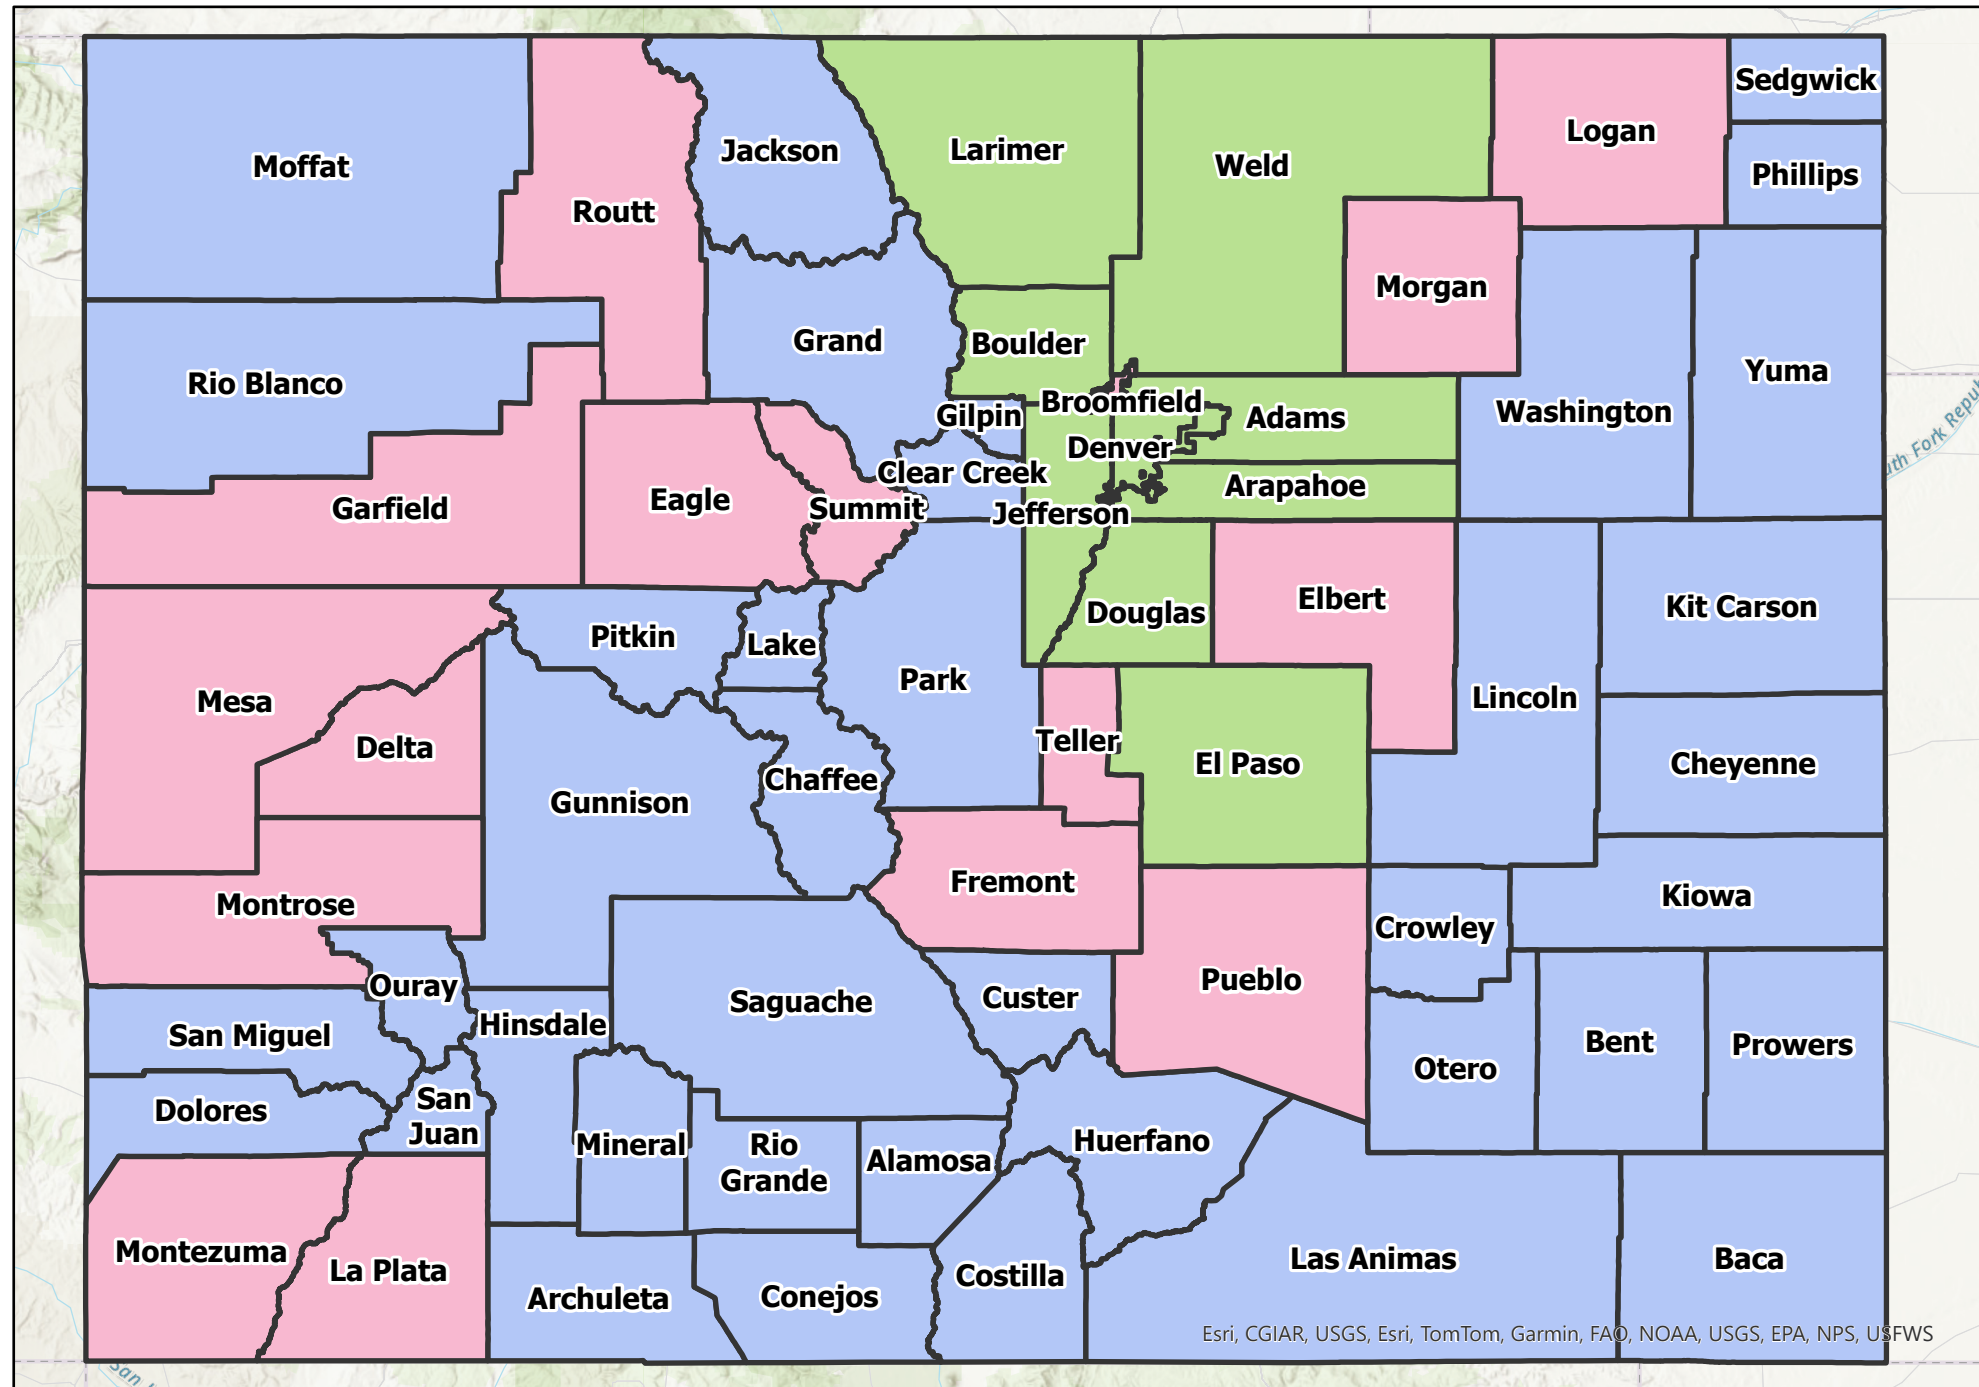 Sedgwick
Logan
Jackson
Larimer
Weld
Moffat
Phillips
Routt
Morgan
Grand
Boulder
Yuma
Rio Blanco
Broomfield
Washington
Gilpin
Adams
Denver
Clear Creek
Arapahoe
Eagle
Garfield
Summit
Jefferson
uth Fork Repu
Elbert
Kit Carson
Douglas
Pitkin
Lake
Park
Lincoln
Mesa
Teller
Delta
El Paso
Cheyenne
Chaffee
Gunnison
Fremont
Kiowa
Montrose
Crowley
Pueblo
Ouray
Custer
Saguache
Hinsdale
San Miguel
Bent
Prowers
Otero
San
Juan
Dolores
Huerfano
Mineral
Rio
Grande
Alamosa
Montezuma
Las Animas
Baca
La Plata
Costilla
Conejos
Archuleta
Esri, CGIAR, USGS, Esri, TomTom, Garmin, FAO, NOAA, USGS, EPA, NPS, USFWS
San